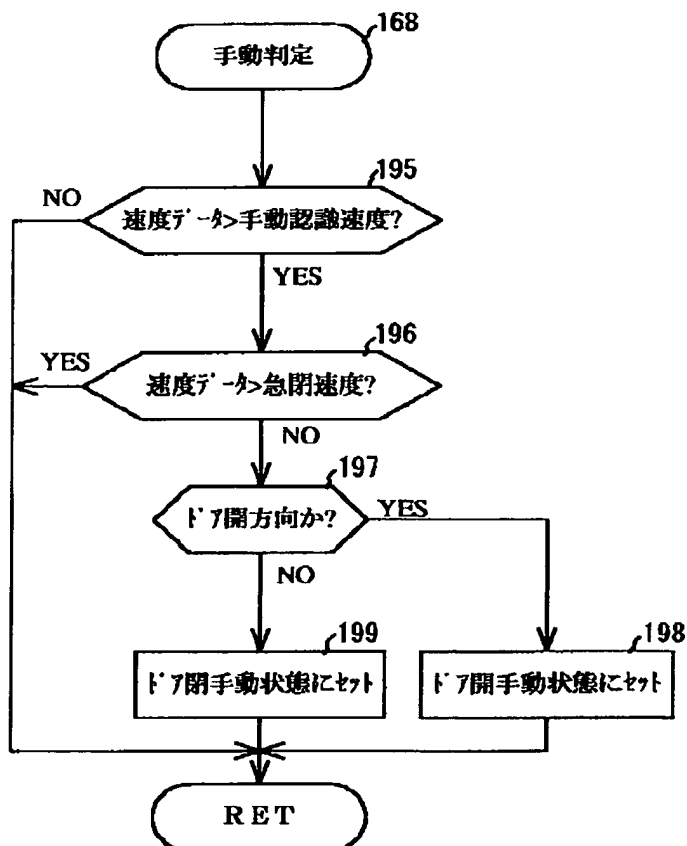 168
手動判定
195
NO
速度ﾃﾞｰﾀ>手動認識速度?
YES
196
YES
速度ﾃﾞｰﾀ>急閉速度?
NO
197
ﾄﾞｱ開方向か?
YES
NO
199
ﾄﾞｱ閉手動状態にｾｯﾄ
198
ﾄﾞｱ開手動状態にｾｯﾄ
RET